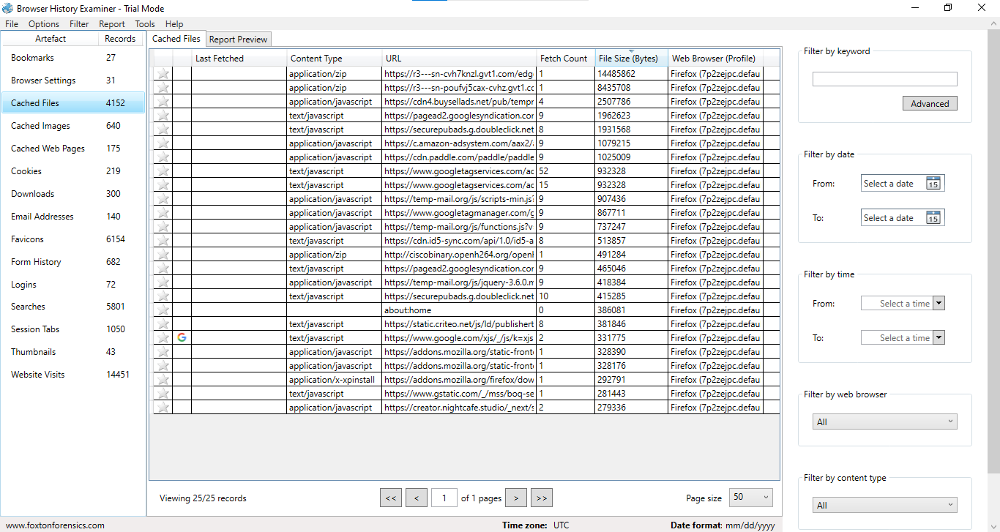 Browser History Examiner - Trial Mode
File Options Filter Report Tools Help
Artefact Records
Bookmarks 27
Browser Settings 31
Cached Files 4152
Cached Images 640
Cached Web Pages 175
Cookies 219
Downloads 300
Email Addresses 140
Favicons 6154
Form History 682
Logins 72
Searches 5801
Session Tabs 1050
Thumbnails 43
Website Visits 14451
Cached Files Report Preview
Last Fetched Content Type URL Fetch Count File Size (Bytes) Web Browser (Profile)
application/zip https://r3---sn-cvh7knzl.gvt1.com/edg 1 14485862 Firefox (7p2zejpc.defau
application/zip https://r3---sn-poufvj5cax-cvhz.gvt1.cc 1 8435708 Firefox (7p2zejpc.defau
application/javascript https://cdn4.buysellads.net/pub/tempr 4 2507786 Firefox (7p2zejpc.defau
text/javascript https://pagead2.googlesyndication.cor 9 1962623 Firefox (7p2zejpc.defau
text/javascript https://securepubads.g.doubleclick.net 8 1931568 Firefox (7p2zejpc.defau
application/javascript https://c.amazon-adsystem.com/aax2/ 9 1079215 Firefox (7p2zejpc.defau
application/javascript https://cdn.paddle.com/paddle/paddle 9 1025009 Firefox (7p2zejpc.defau
text/javascript https://www.googletagservices.com/ac 52 932328 Firefox (7p2zejpc.defau
text/javascript https://www.googletagservices.com/ac 15 932328 Firefox (7p2zejpc.defau
application/javascript https://temp-mail.org/js/scripts-min.js? 9 907436 Firefox (7p2zejpc.defau
application/javascript https://www.googletagmanager.com/g 9 867711 Firefox (7p2zejpc.defau
application/javascript https://temp-mail.org/js/functions.js?v 9 737247 Firefox (7p2zejpc.defau
text/javascript https://cdn.id5-sync.com/api/1.0/id5-a 8 513857 Firefox (7p2zejpc.defau
application/zip http://ciscobinary.openh264.org/openl 1 491284 Firefox (7p2zejpc.defau
text/javascript https://pagead2.googlesyndication.cor 9 465046 Firefox (7p2zejpc.defau
application/javascript https://temp-mail.org/js/jquery-3.6.0.m 9 418384 Firefox (7p2zejpc.defau
text/javascript https://securepubads.g.doubleclick.net 10 415285 Firefox (7p2zejpc.defau
about:home 0 386081 Firefox (7p2zejpc.defau
text/javascript https://static.criteo.net/js/ld/publishert 8 381846 Firefox (7p2zejpc.defau
G text/javascript https://www.google.com/xjs/_/js/k=xjs 2 331775 Firefox (7p2zejpc.defau
application/javascript https://addons.mozilla.org/static-front 1 328390 Firefox (7p2zejpc.defau
application/javascript https://addons.mozilla.org/static-front 1 328176 Firefox (7p2zejpc.defau
application/x-xpinstall https://addons.mozilla.org/firefox/dow 1 292791 Firefox (7p2zejpc.defau
text/javascript https://www.gstatic.com/_/mss/boq-se 1 281443 Firefox (7p2zejpc.defau
application/javascript https://creator.nightcafe.studio/_next/s 2 279336 Firefox (7p2zejpc.defau
Viewing 25/25 records << < 1 of 1 pages > >> Page size 50
Filter by keyword
Advanced
Filter by date
From: Select a date 15
To: Select a date 15
Filter by time
From: Select a time
To: Select a time
Filter by web browser
All
Filter by content type
All
www.foxtonforensics.com Time zone: UTC Date format: mm/dd/yyyy